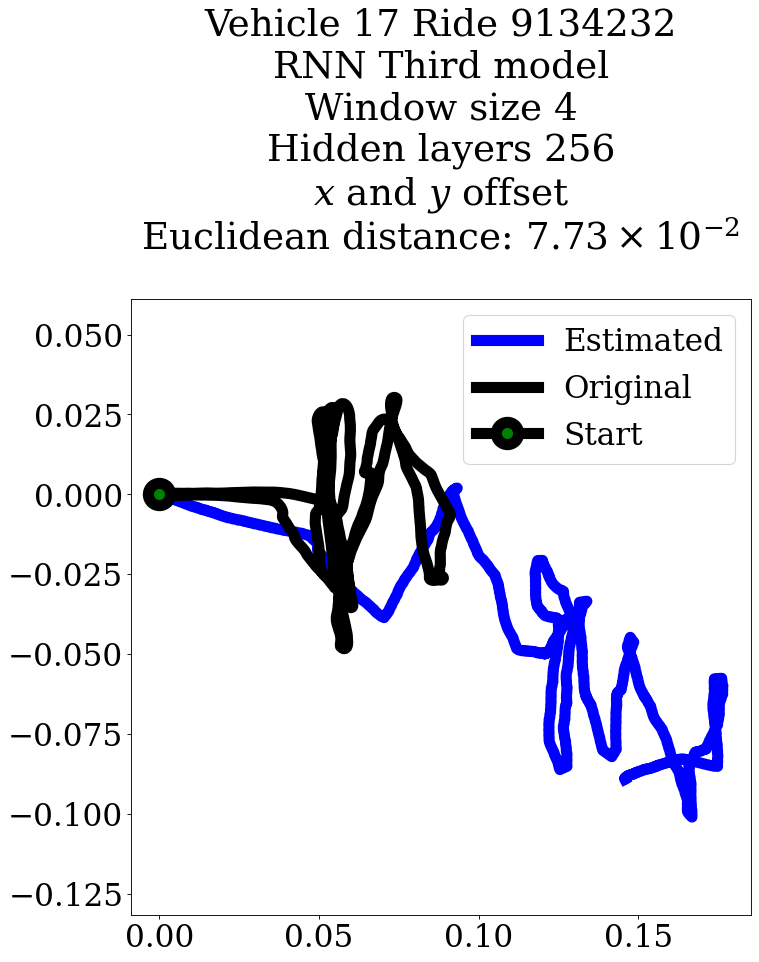 Vehicle 17 Ride 9134232
RNN Third model
Window size 4
Hidden layers 256
x and y offset
Euclidean distance: 7.73 × 10⁻²
Estimated
Original
Start
0.050
0.025
0.000
−0.025
−0.050
−0.075
−0.100
−0.125
0.00 0.05 0.10 0.15